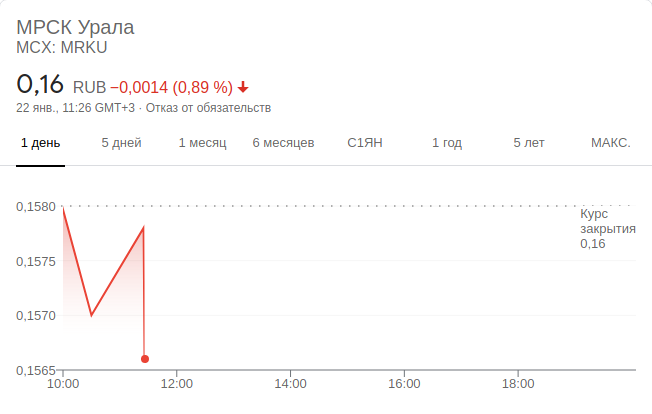 МРСК Урала
MCX: MRKU
0,16 RUB −0,0014 (0,89 %)
22 янв., 11:26 GMT+3 · Отказ от обязательств
1 день 5 дней 1 месяц 6 месяцев С1ЯН 1 год 5 лет МАКС.
0,1580
Курс
закрытия
0,16
0,1575
0,1570
0,1565
10:00 12:00 14:00 16:00 18:00